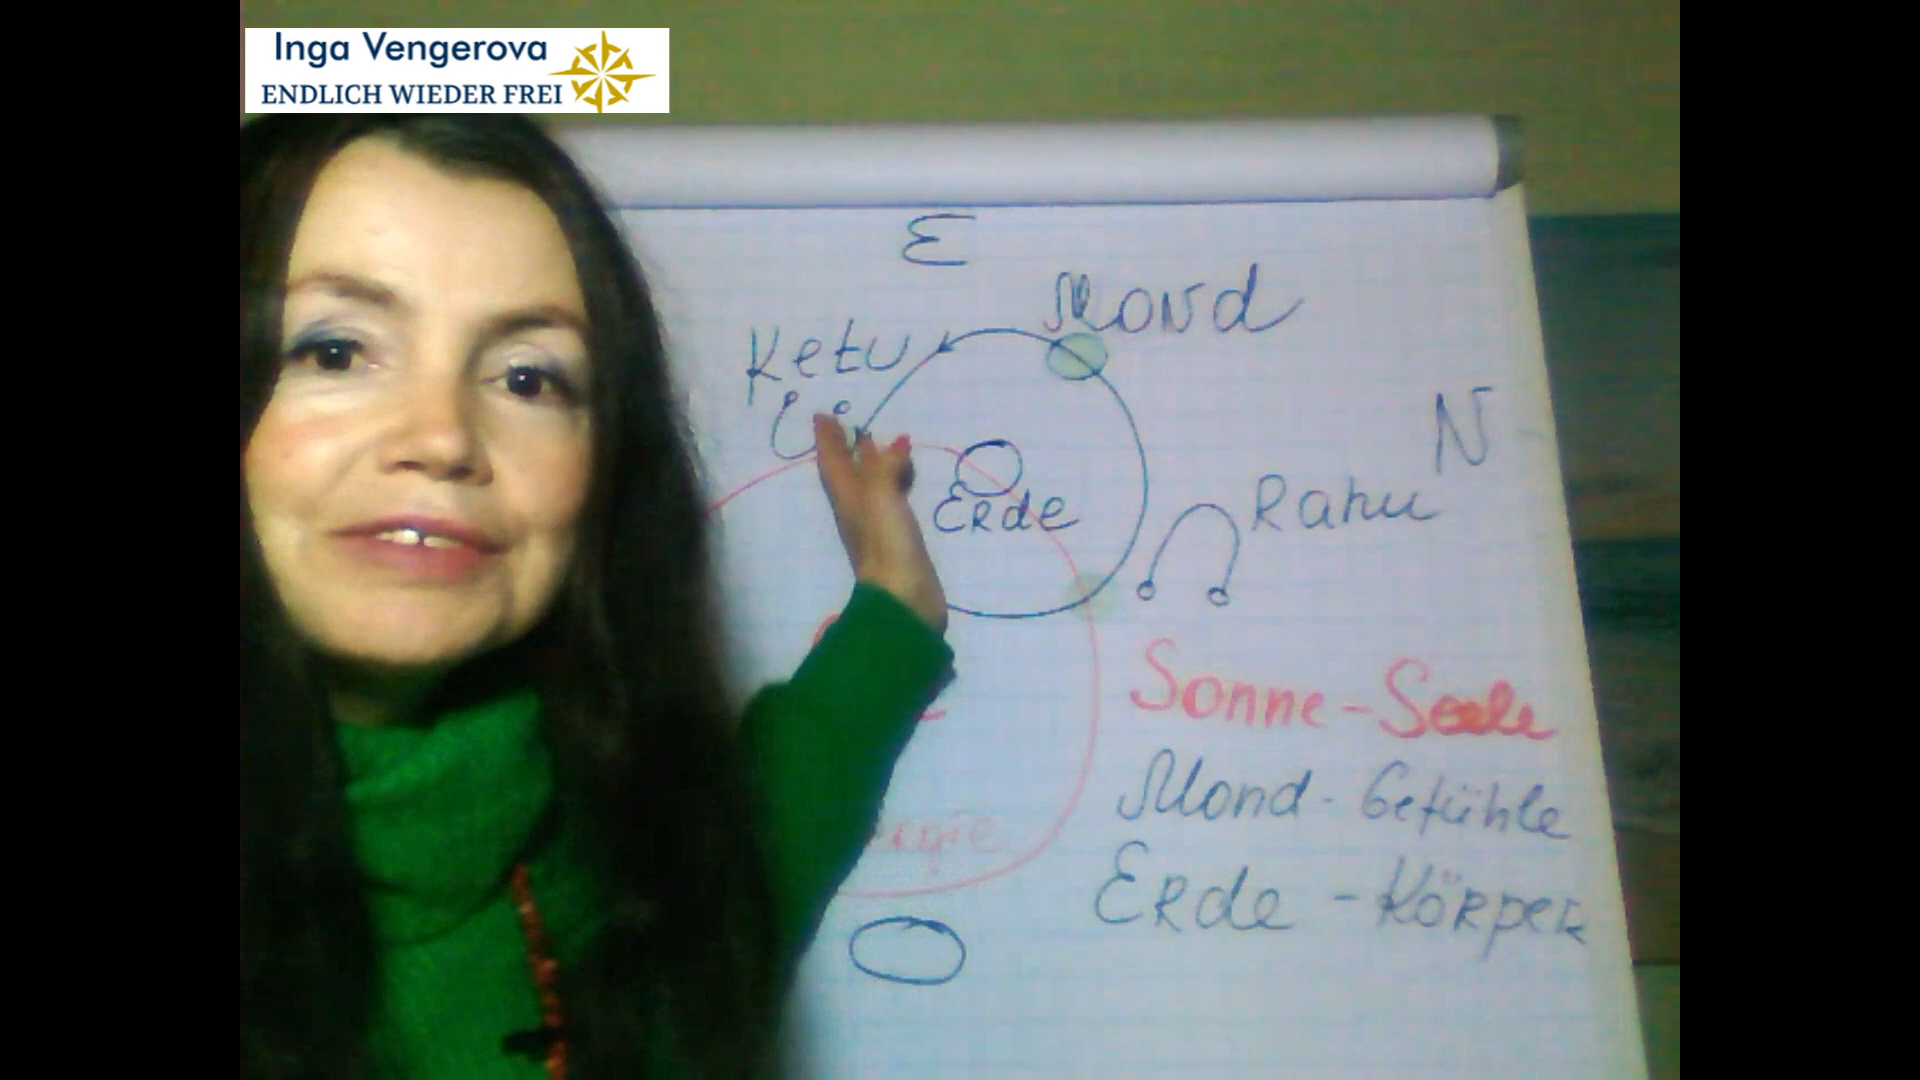 Inga Vengerova
ENDLICH WIEDER FREI
E
Mond
Ketu
N
Erde
Rahu
Sonne - Seele
Mond - Gefühle
Erde - Körper